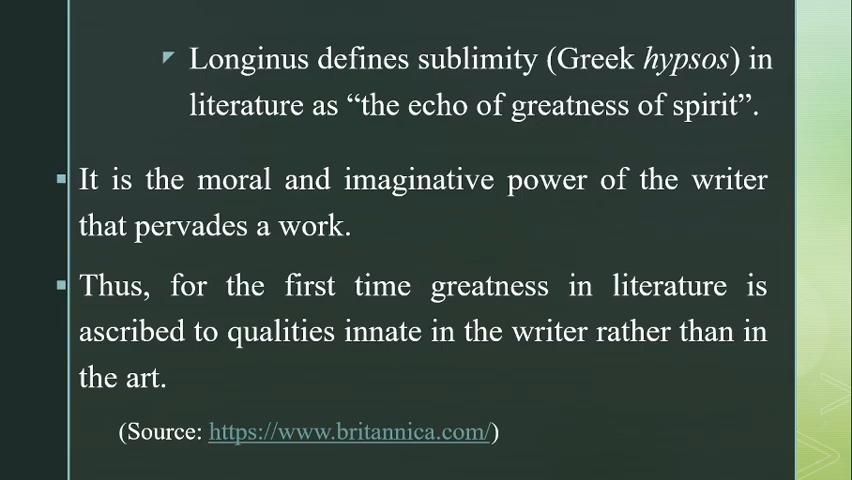 Longinus defines sublimity (Greek hypsos) in
literature as “the echo of greatness of spirit”.
It is the moral and imaginative power of the writer
that pervades a work.
Thus, for the first time greatness in literature is
ascribed to qualities innate in the writer rather than in
the art.
(Source: https://www.britannica.com/)